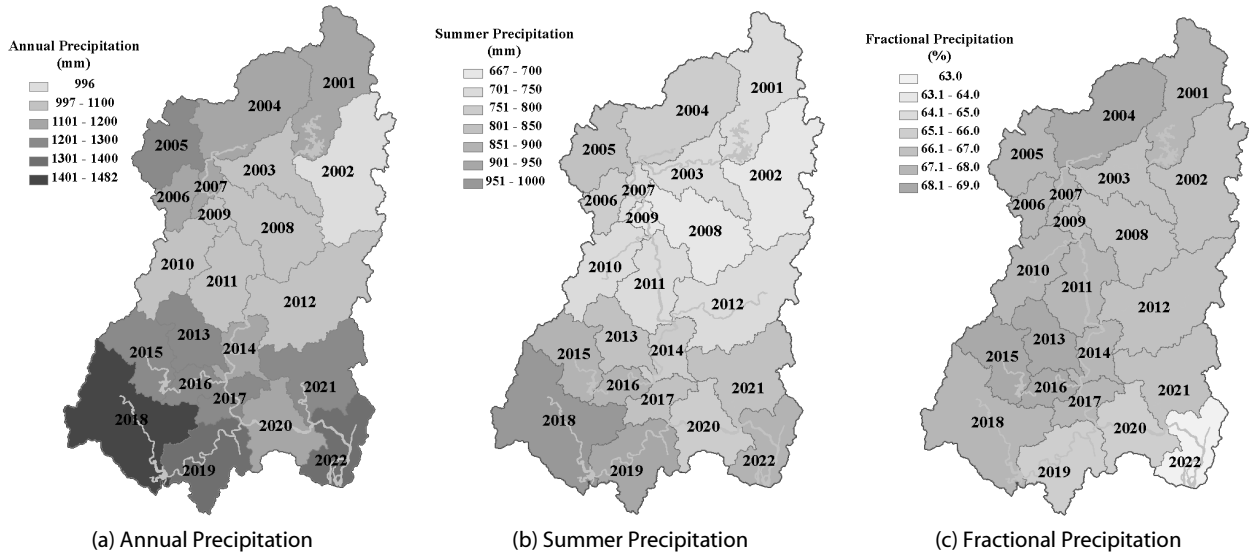 Annual Precipitation
(mm)
996
997 - 1100
1101 - 1200
1201 - 1300
1301 - 1400
1401 - 1482
2001
2004
2005
2003
2002
2007
2006
2009
2008
2010
2011
2012
2013
2015
2014
2016
2021
2017
2018
2020
2022
2019
(a) Annual Precipitation
Summer Precipitation
(mm)
667 - 700
701 - 750
751 - 800
801 - 850
851 - 900
901 - 950
951 - 1000
2001
2004
2005
2003
2002
2007
2006
2009
2008
2010
2011
2012
2013
2015
2014
2016
2021
2017
2018
2020
2022
2019
(b) Summer Precipitation
Fractional Precipitation
(%)
63.0
63.1 - 64.0
64.1 - 65.0
65.1 - 66.0
66.1 - 67.0
67.1 - 68.0
68.1 - 69.0
2001
2004
2005
2003
2002
2007
2006
2009
2008
2010
2011
2012
2013
2015
2014
2016
2021
2017
2018
2020
2022
2019
(c) Fractional Precipitation